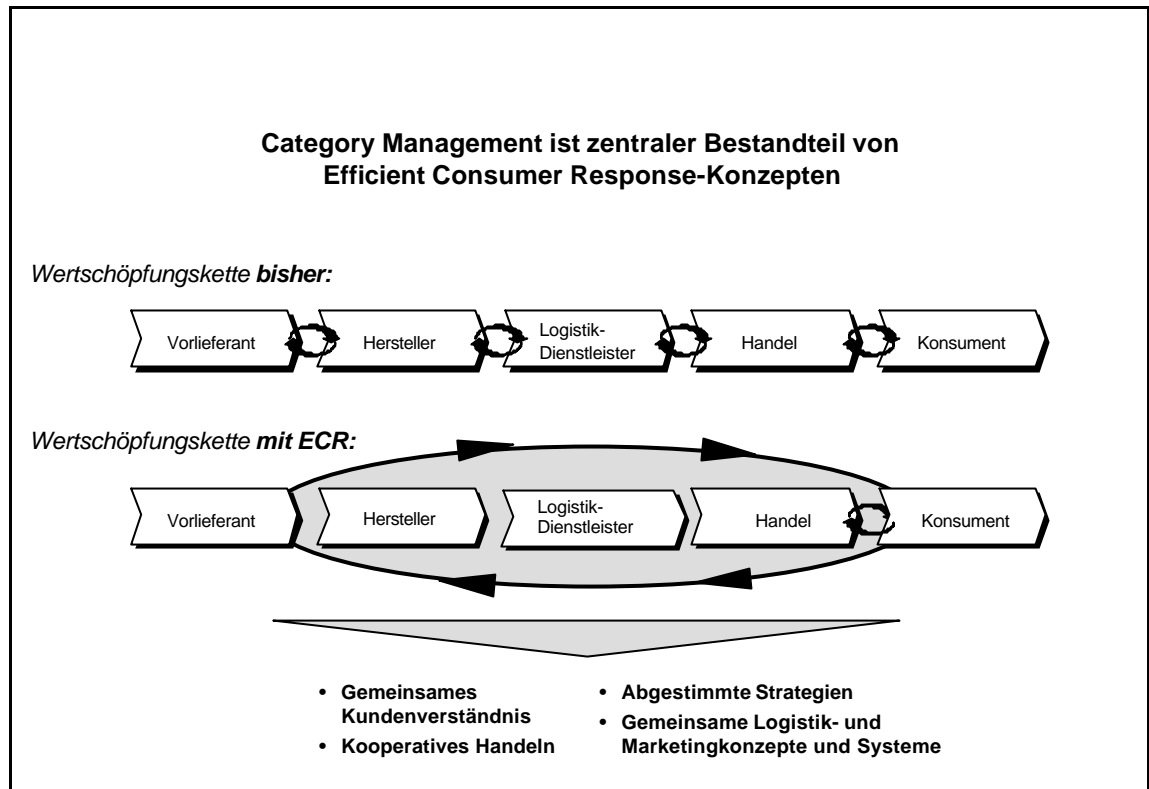 Category Management ist zentraler Bestandteil von
Efficient Consumer Response-Konzepten
Wertschöpfungskette bisher:
Vorlieferant
Hersteller
Logistik-
Dienstleister
Handel
Konsument
Wertschöpfungskette mit ECR:
Vorlieferant
Hersteller
Logistik-
Dienstleister
Handel
Konsument
• Gemeinsames
Kundenverständnis
• Kooperatives Handeln
• Abgestimmte Strategien
• Gemeinsame Logistik- und
Marketingkonzepte und Systeme